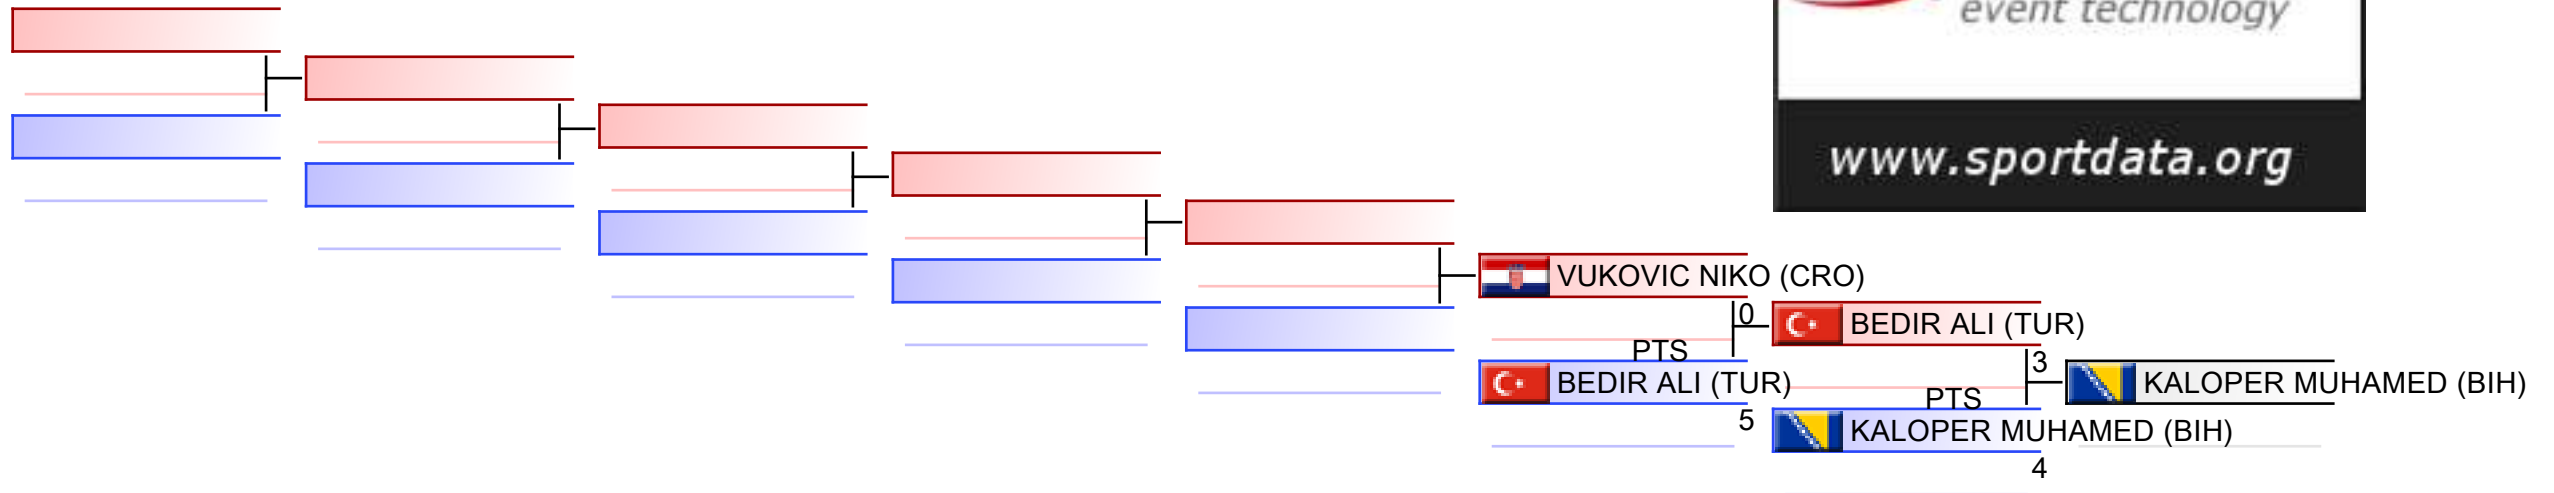 event technology
www.sportdata.org
VUKOVIC NIKO (CRO)
0
PTS
BEDIR ALI (TUR)
5
BEDIR ALI (TUR)
3
PTS
KALOPER MUHAMED (BIH)
4
KALOPER MUHAMED (BIH)